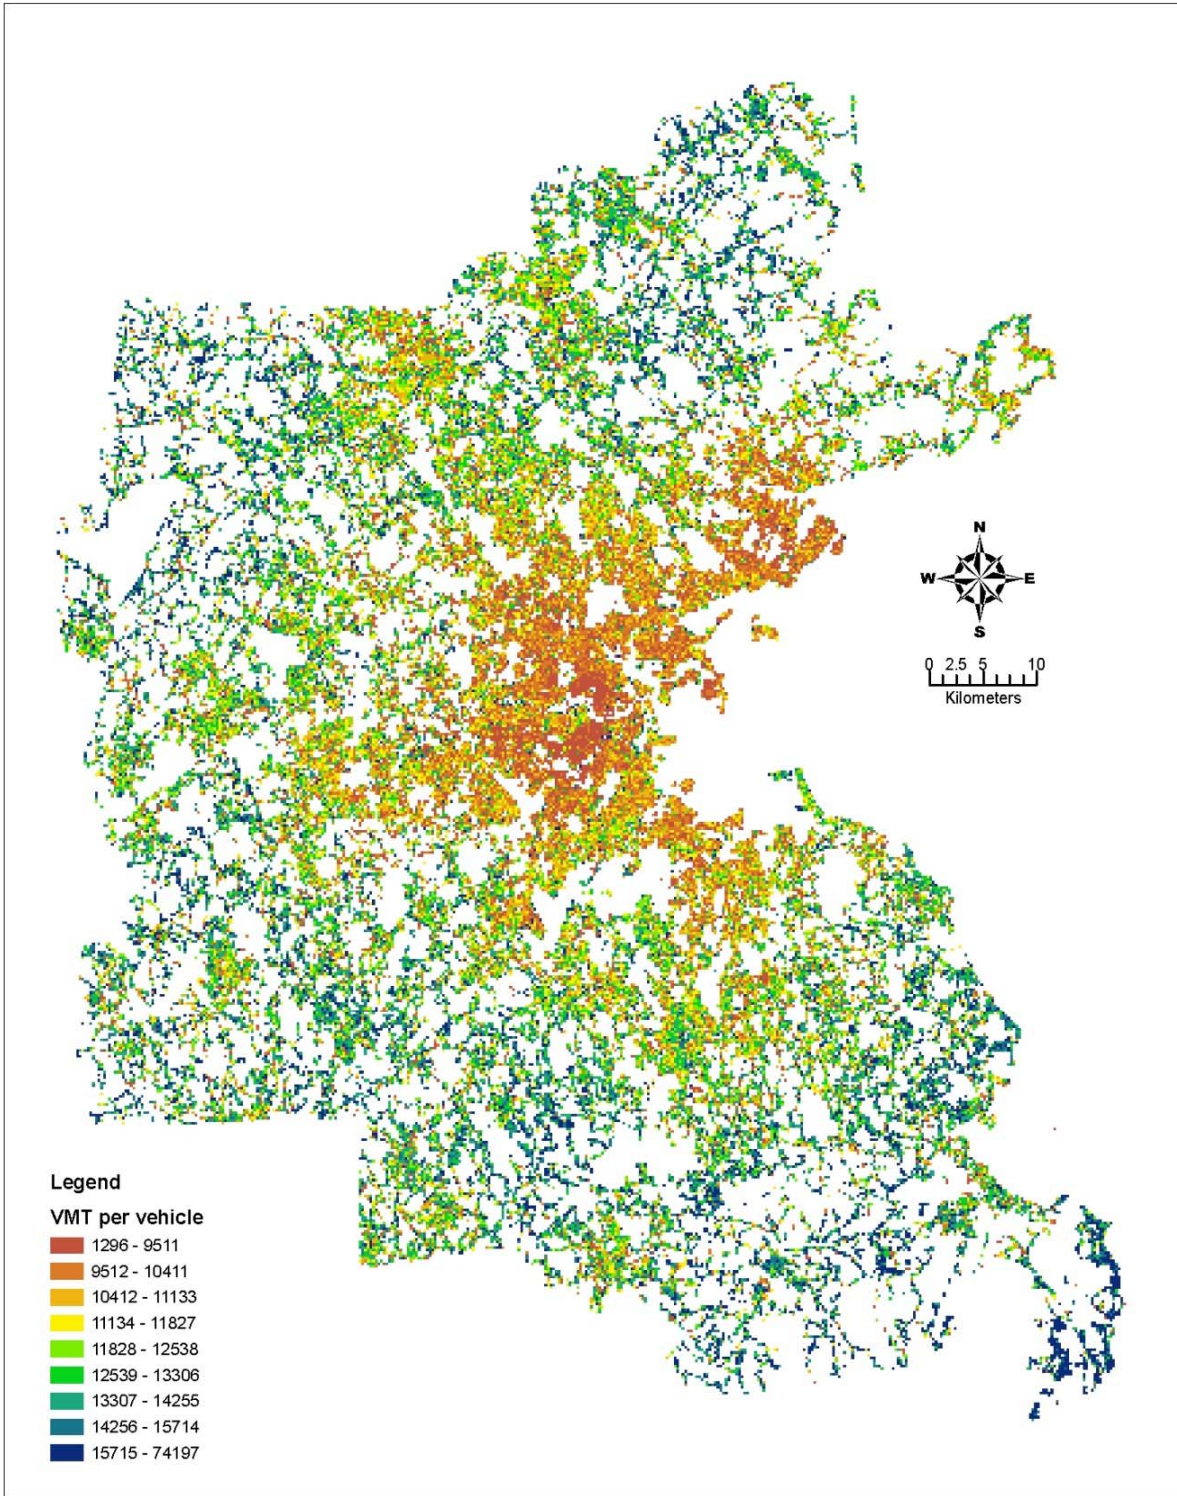 N
W E
S
0 2.5 5 10
Kilometers
Legend
VMT per vehicle
1296 - 9511
9512 - 10411
10412 - 11133
11134 - 11827
11828 - 12538
12539 - 13306
13307 - 14255
14256 - 15714
15715 - 74197